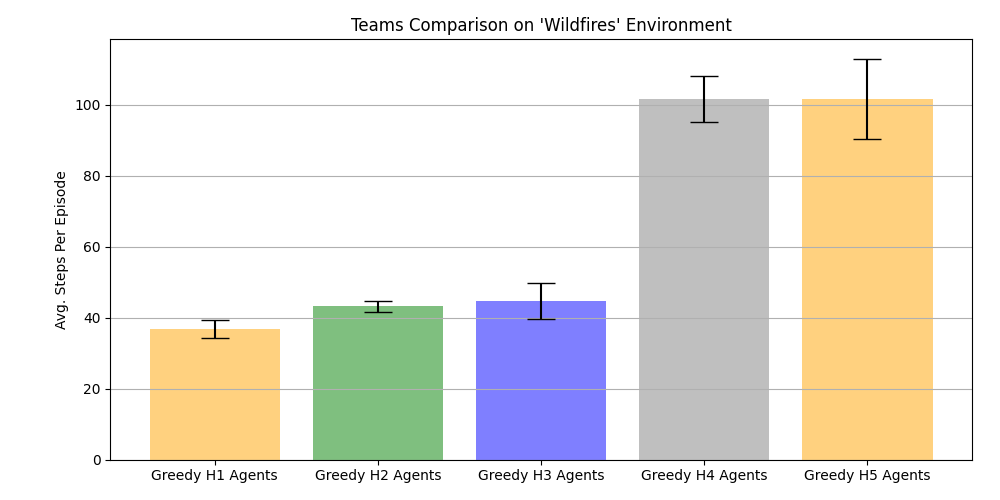 Teams Comparison on 'Wildfires' Environment
Avg. Steps Per Episode
100
80
60
40
20
0
Greedy H1 Agents
Greedy H2 Agents
Greedy H3 Agents
Greedy H4 Agents
Greedy H5 Agents